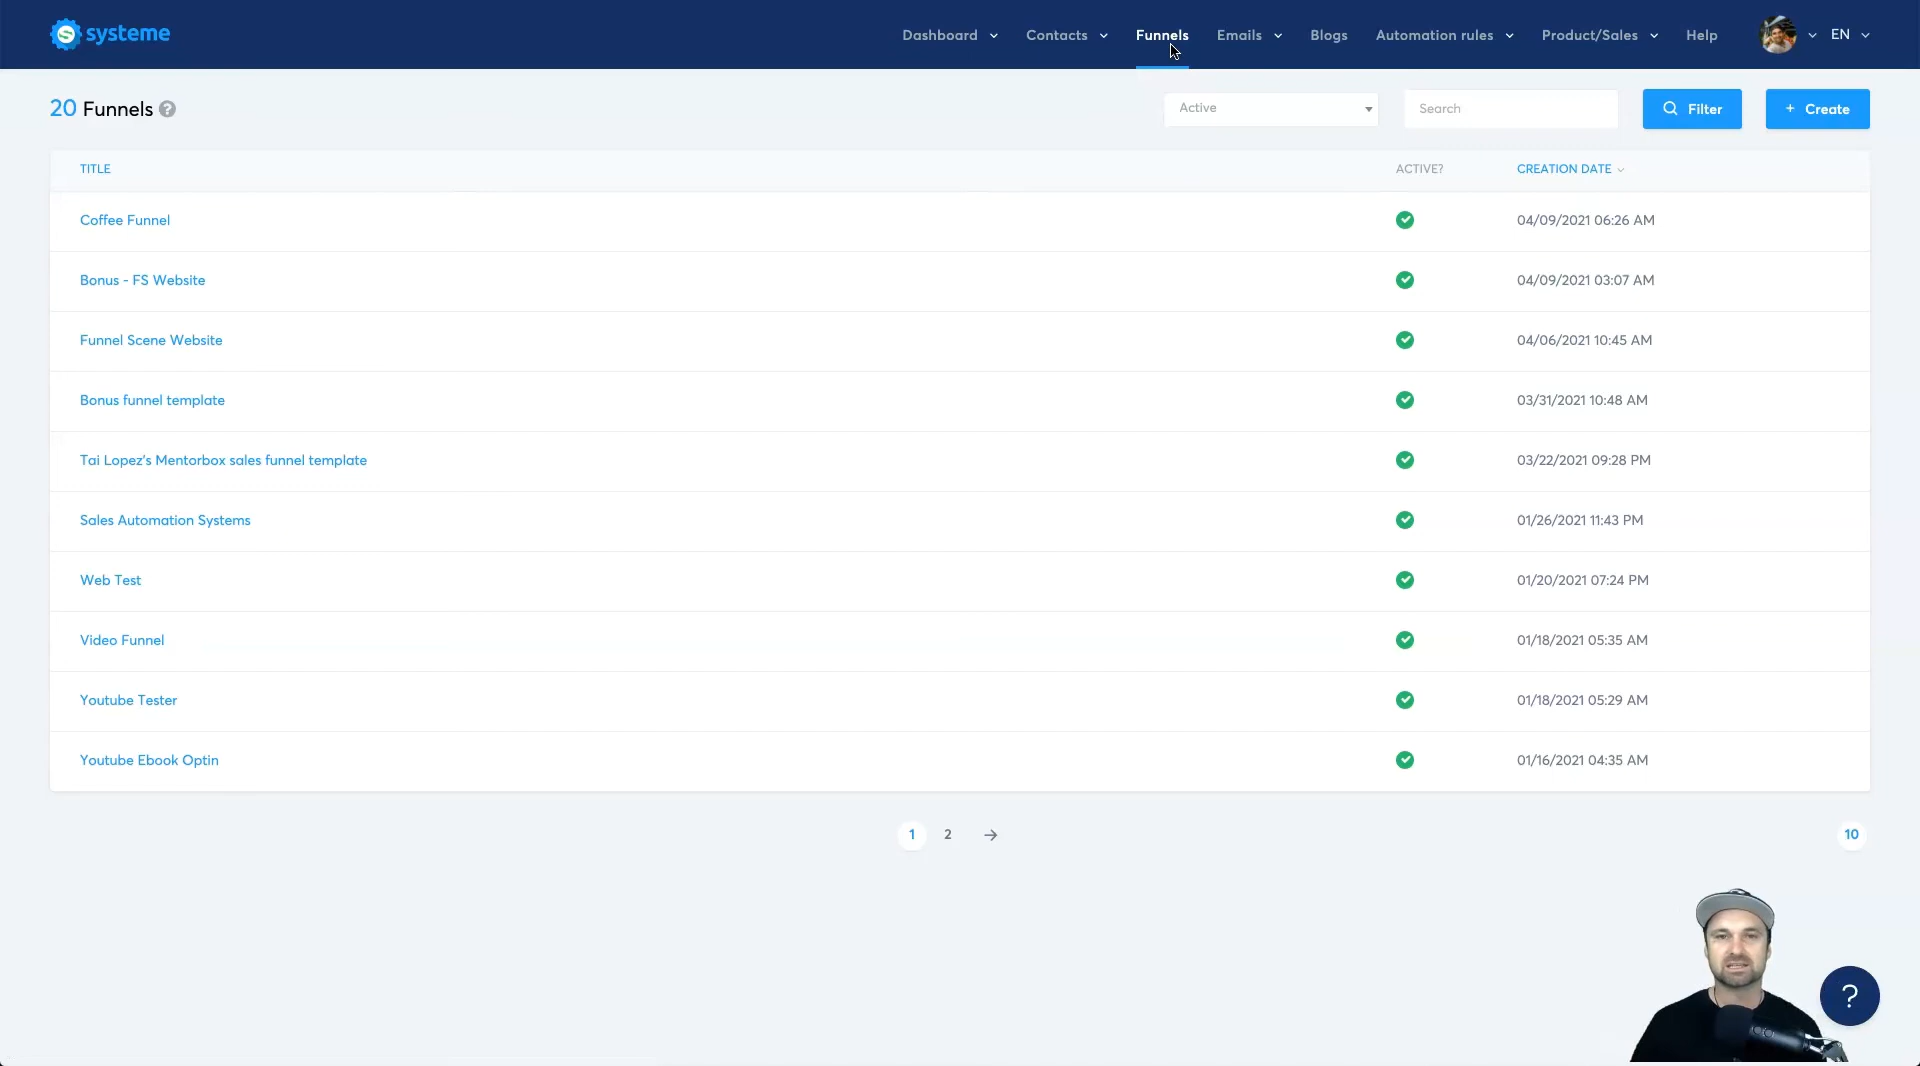 systeme
Dashboard Contacts Funnels Emails Blogs Automation rules Product/Sales Help EN
20 Funnels ?
Active Search Filter + Create
TITLE ACTIVE? CREATION DATE
Coffee Funnel 04/09/2021 06:26 AM
Bonus - FS Website 04/09/2021 03:07 AM
Funnel Scene Website 04/06/2021 10:45 AM
Bonus funnel template 03/31/2021 10:48 AM
Tai Lopez's Mentorbox sales funnel template 03/22/2021 09:28 PM
Sales Automation Systems 01/26/2021 11:43 PM
Web Test 01/20/2021 07:24 PM
Video Funnel 01/18/2021 05:35 AM
Youtube Tester 01/18/2021 05:29 AM
Youtube Ebook Optin 01/16/2021 04:35 AM
1 2 → 10
?